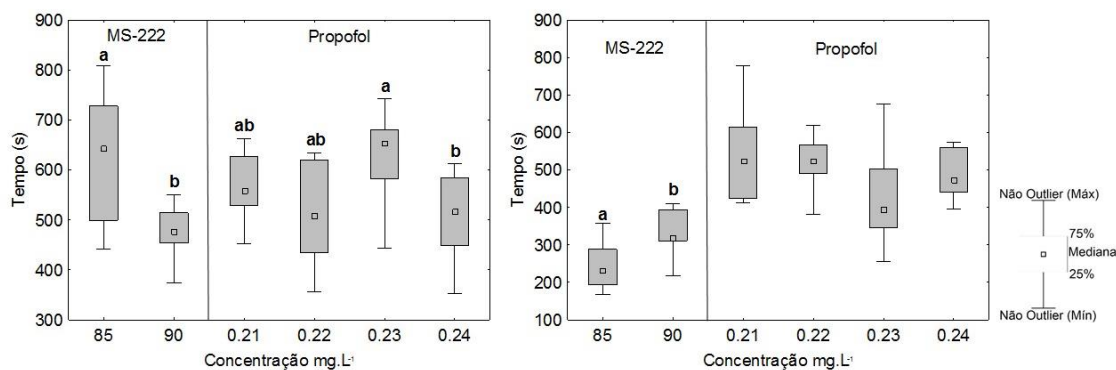 MS-222 Propofol
a
b
ab
ab
a
b
Tempo (s)
900
800
700
600
500
400
300
85 90 0.21 0.22 0.23 0.24
Concentração mg.L⁻¹
MS-222 Propofol
a
b
Tempo (s)
900
800
700
600
500
400
300
200
100
85 90 0.21 0.22 0.23 0.24
Concentração mg.L⁻¹
Não Outlier (Máx)
75%
Mediana
25%
Não Outlier (Mín)